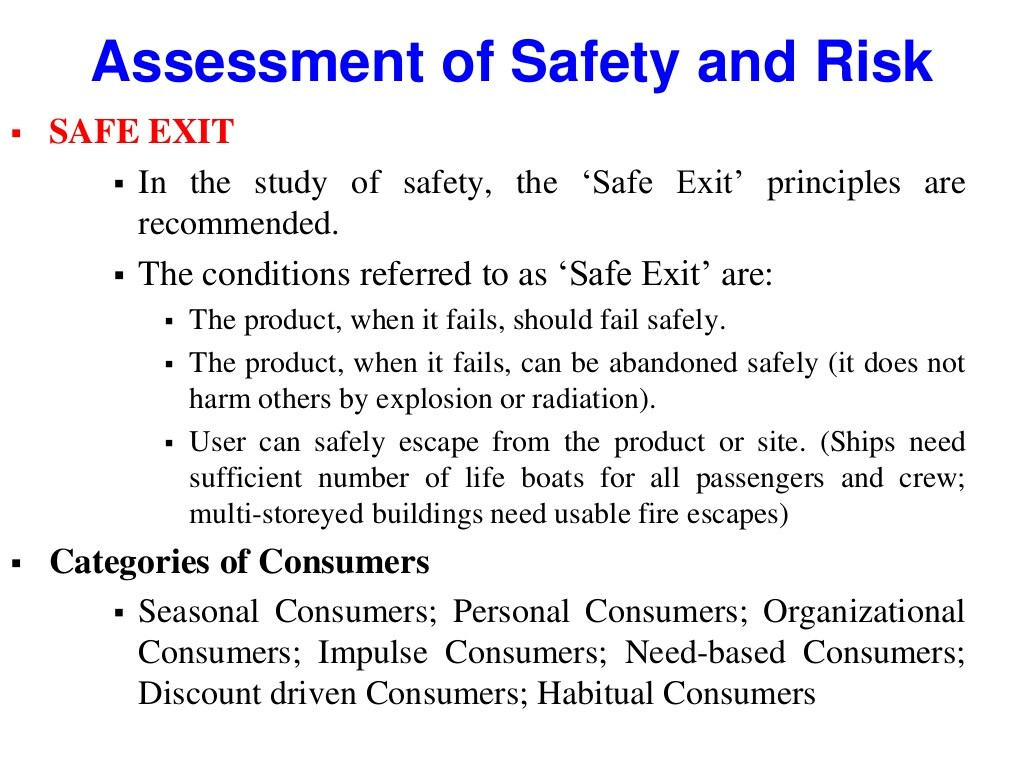 Assessment of Safety and Risk
▪ SAFE EXIT
▪ In the study of safety, the ‘Safe Exit’ principles are
recommended.
▪ The conditions referred to as ‘Safe Exit’ are:
▪ The product, when it fails, should fail safely.
▪ The product, when it fails, can be abandoned safely (it does not
harm others by explosion or radiation).
▪ User can safely escape from the product or site. (Ships need
sufficient number of life boats for all passengers and crew;
multi-storeyed buildings need usable fire escapes)
▪ Categories of Consumers
▪ Seasonal Consumers; Personal Consumers; Organizational
Consumers; Impulse Consumers; Need-based Consumers;
Discount driven Consumers; Habitual Consumers